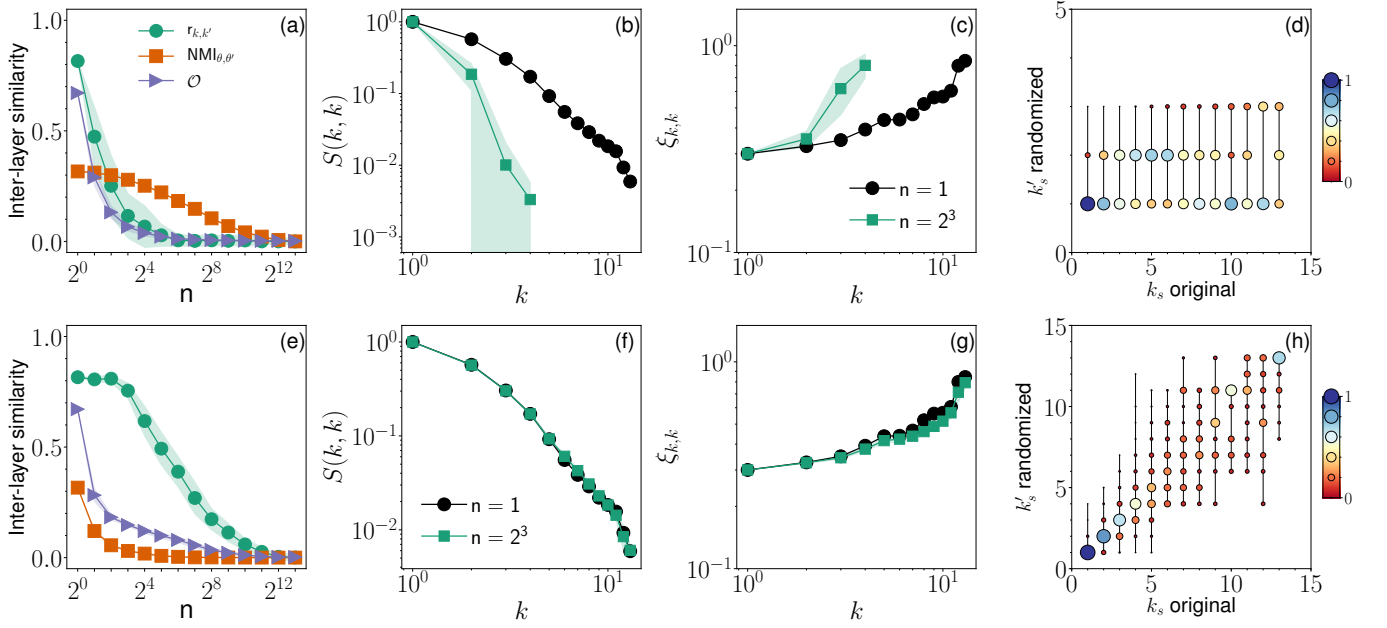 (a)
r_{k,k'}
NMI_{θ,θ'}
𝒪
Inter-layer similarity
1.0
0.5
0.0
2^0
2^4
2^8
2^12
n
(b)
S(k, k)
10^0
10^-1
10^-2
10^-3
10^0
10^1
k
(c)
ξ_{k,k}
10^0
10^-1
n = 1
n = 2^3
10^0
10^1
k
(d)
k'_s randomized
5
0
0
5
10
15
k_s original
1
0
(e)
Inter-layer similarity
1.0
0.5
0.0
2^0
2^4
2^8
2^12
n
(f)
S(k, k)
10^0
10^-1
10^-2
n = 1
n = 2^3
10^0
10^1
k
(g)
ξ_{k,k}
10^0
10^-1
n = 1
n = 2^3
10^0
10^1
k
(h)
k'_s randomized
15
10
5
0
0
5
10
15
k_s original
1
0